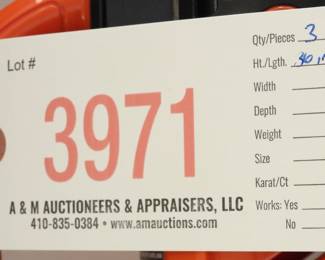 Lot #
3971
A & M AUCTIONEERS & APPRAISERS, LLC
410-835-0384 • www.amauctions.com
Qty/Pieces 3
Ht./Lgth.
Width
Depth
Weight
Size
Karat/Ct
Works: Yes
No